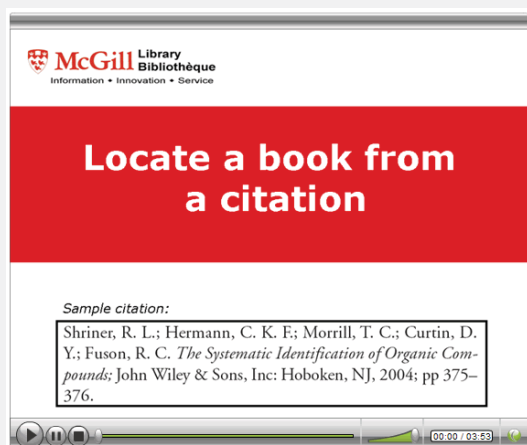 McGill Library
Bibliothèque
Information • Innovation • Service
Locate a book from
a citation
Sample citation:
Shriner, R. L.; Hermann, C. K. F.; Morrill, T. C.; Curtin, D.
Y.; Fuson, R. C. The Systematic Identification of Organic Com-
pounds; John Wiley & Sons, Inc: Hoboken, NJ, 2004; pp 375–
376.
00:00 / 03:53